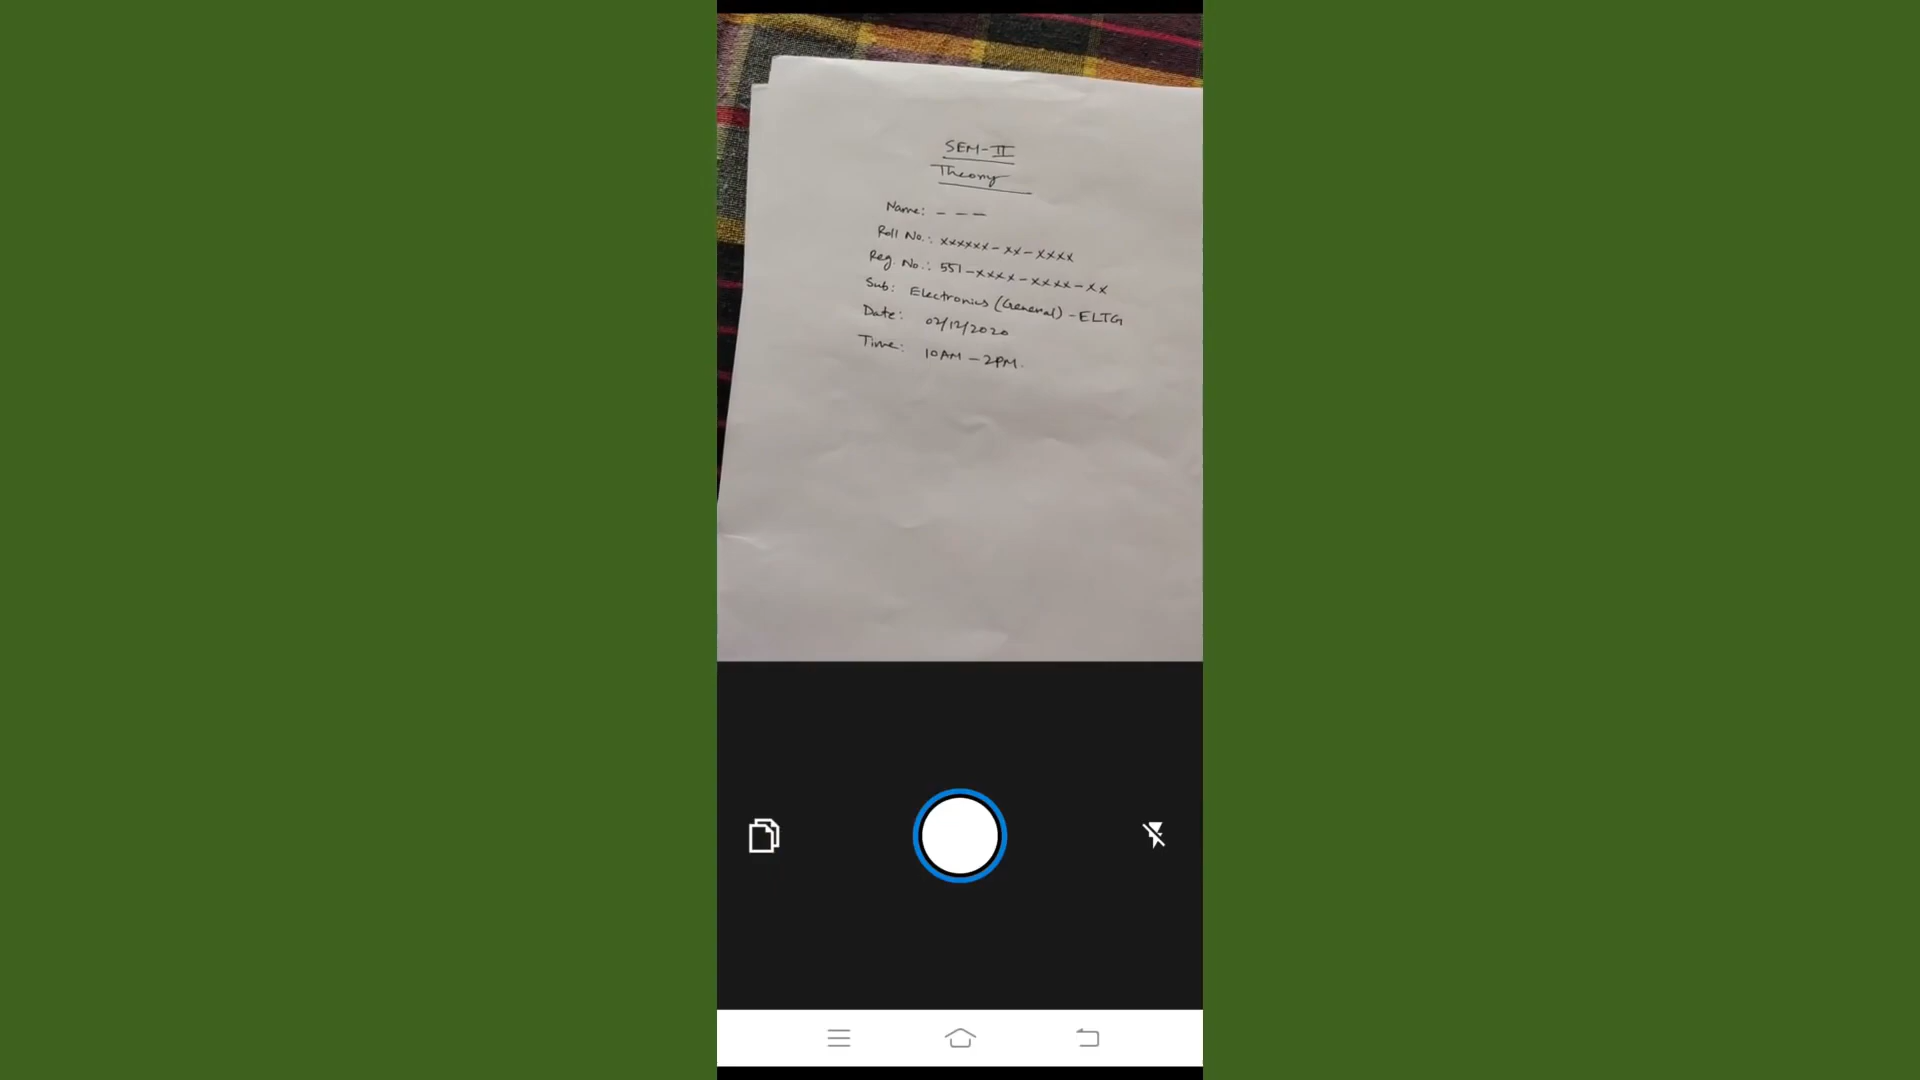 SEM-II
Theory
Name: - - -
Roll No.: xxxxxx-xx-xxxx
Reg. No.: 551-xxxx-xxxx-xx
Sub: Electronics (General) - ELTG
Date: 02/12/2020
Time: 10AM - 2PM.